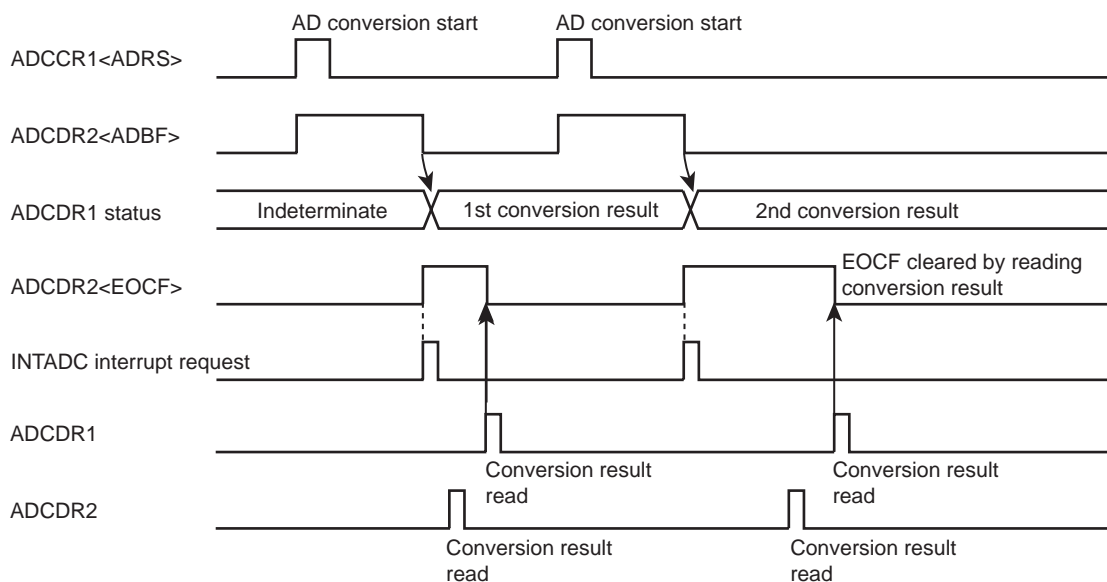 AD conversion start
AD conversion start
ADCCR1<ADRS>
ADCDR2<ADBF>
ADCDR1 status
Indeterminate
1st conversion result
2nd conversion result
ADCDR2<EOCF>
EOCF cleared by reading
conversion result
INTADC interrupt request
ADCDR1
Conversion result
read
Conversion result
read
ADCDR2
Conversion result
read
Conversion result
read